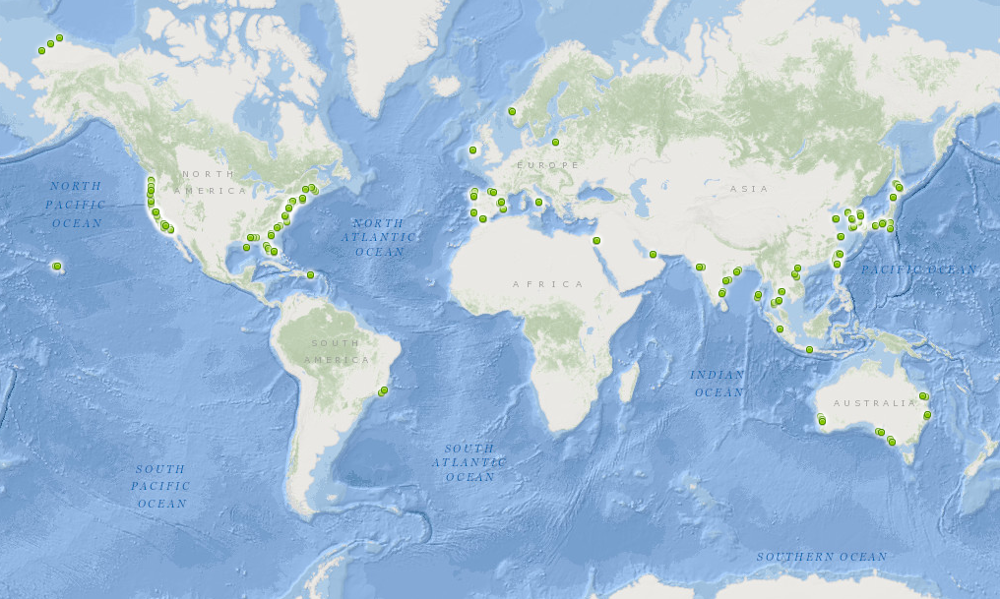 NORTH
AMERICA
EUROPE
ASIA
NORTH
PACIFIC
OCEAN
NORTH
ATLANTIC
OCEAN
PACIFIC OCEAN
AFRICA
SOUTH
AMERICA
INDIAN
OCEAN
AUSTRALIA
SOUTH
ATLANTIC
OCEAN
SOUTH
PACIFIC
OCEAN
SOUTHERN OCEAN